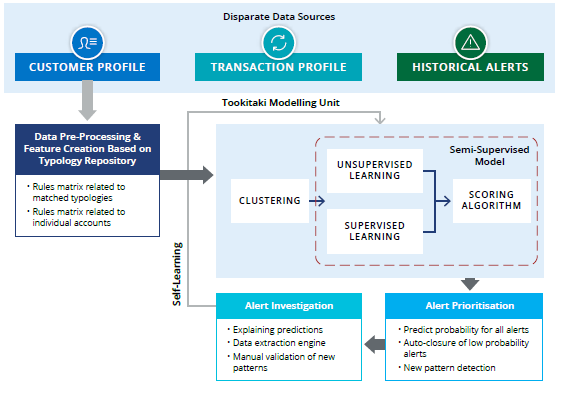 Disparate Data Sources
CUSTOMER PROFILE
TRANSACTION PROFILE
HISTORICAL ALERTS
Tookitaki Modelling Unit
Data Pre-Processing &
Feature Creation Based on
Typology Repository
• Rules matrix related to
matched typologies
• Rules matrix related to
individual accounts
Semi-Supervised
Model
CLUSTERING
UNSUPERVISED
LEARNING
SUPERVISED
LEARNING
SCORING
ALGORITHM
Self-Learning
Alert Investigation
• Explaining predictions
• Data extraction engine
• Manual validation of new
patterns
Alert Prioritisation
• Predict probability for all alerts
• Auto-closure of low probability
alerts
• New pattern detection